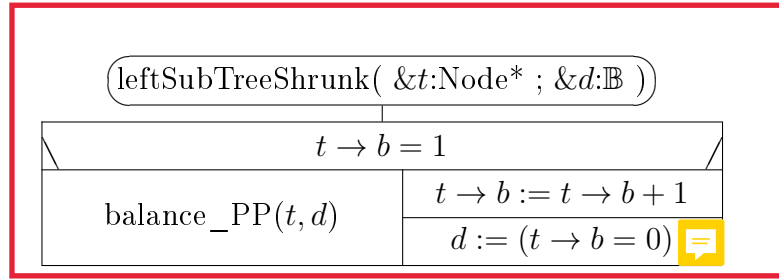 leftSubTreeShrunk( &t:Node* ; &d:𝔹 )
t → b = 1
balance_PP(t, d)
t → b := t → b + 1
d := (t → b = 0)